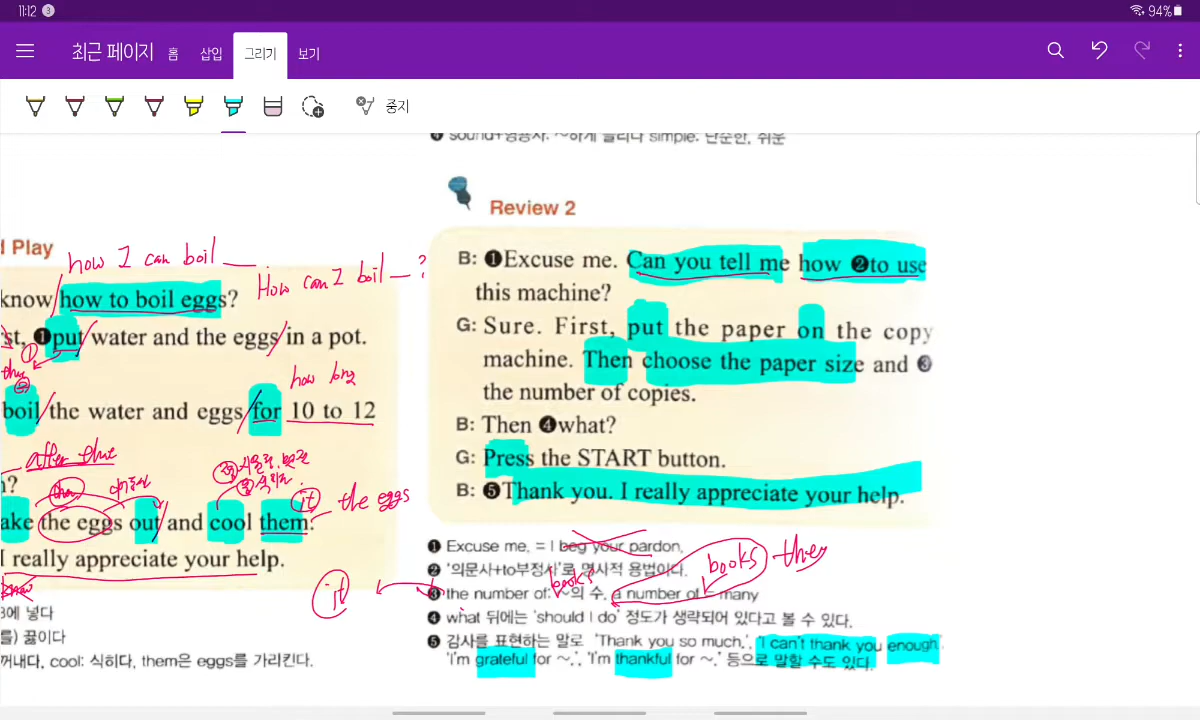 11:12 3 94%
최근 페이지 홈 삽입 그리기 보기
중지
d Play
how I can boil
How can I boil — ?
know how to boil eggs?
st, ❶put water and the eggs in a pot.
how long
boil the water and eggs for 10 to 12
after that
n?
it the eggs
ake the eggs out and cool them.
I really appreciate your help.
3에 넣다
를) 끓이다
꺼내다, cool: 식히다, them은 eggs를 가리킨다.
simple: 단순한, 쉬운
Review 2
B: ❶Excuse me. Can you tell me how ❷to use
this machine?
G: Sure. First, put the paper on the copy
machine. Then choose the paper size and ❸
the number of copies.
B: Then ❹what?
G: Press the START button.
B: ❺Thank you. I really appreciate your help.
❶ Excuse me. = I beg your pardon.
❷ '의문사+to부정사'로 명사적 용법이다.
books books they
it
❸ the number of: ~의 수, a number of = many
❹ what 뒤에는 'should I do' 정도가 생략되어 있다고 볼 수 있다.
❺ 감사를 표현하는 말로 'Thank you so much.', 'I can't thank you enough.
'I'm grateful for ~.', 'I'm thankful for ~.' 등으로 말할 수도 있다.